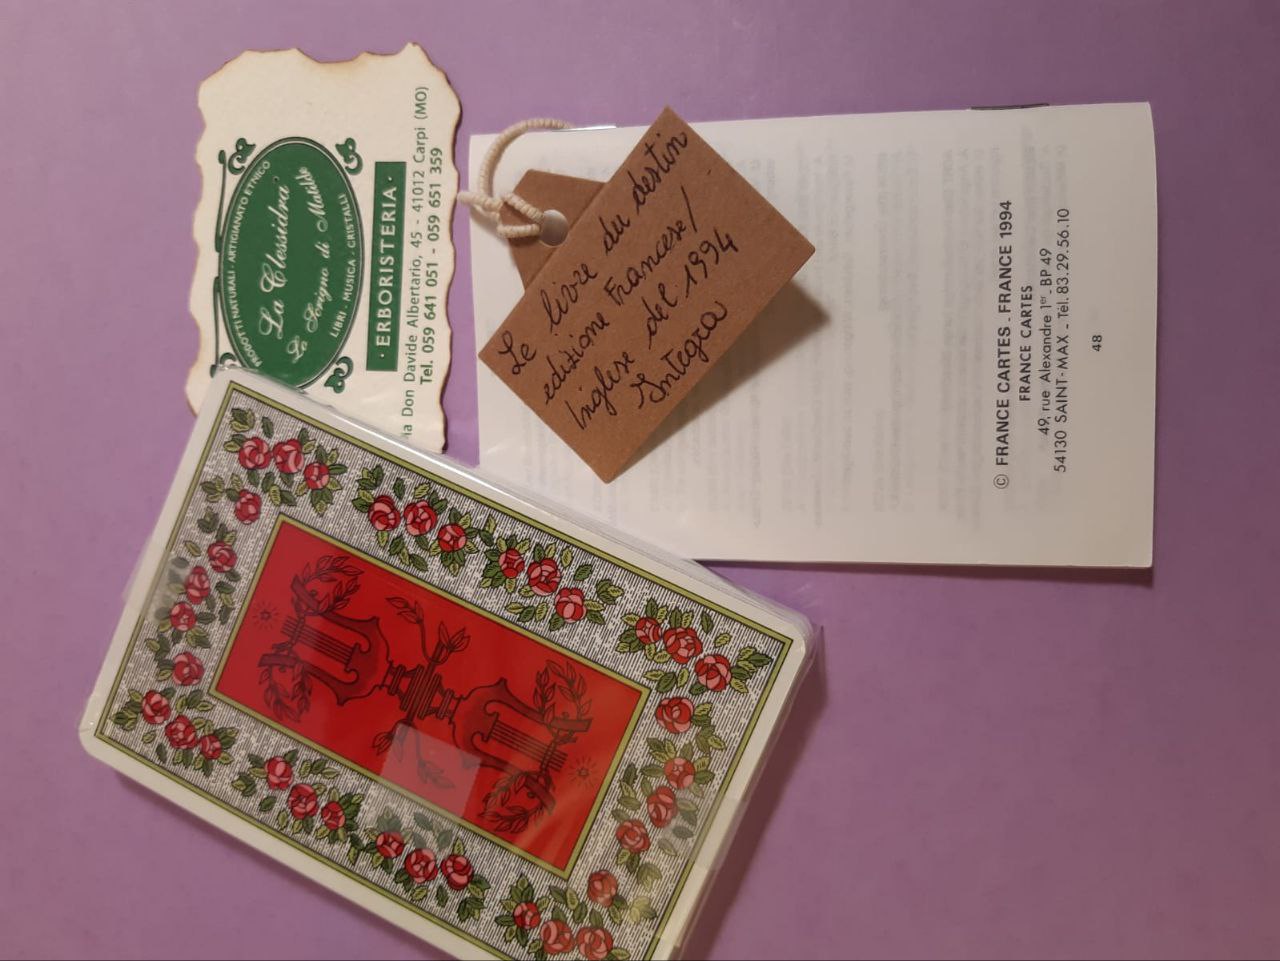 PRODOTTI NATURALI - ARTIGIANATO ETNICO
La Clessidra
Lo Scrigno di Matilde
LIBRI - MUSICA - CRISTALLI
· ERBORISTERIA ·
ia Don Davide Albertario, 45 - 41012 Carpi (MO)
Tel. 059 641 051 - 059 651 359
Le livre du destin
edizione Francese/
Inglese del 1994
Integra
© FRANCE CARTES - FRANCE 1994
FRANCE CARTES
49, rue Alexandre 1er - BP 49
54130 SAINT-MAX - Tél. 83.29.56.10
48